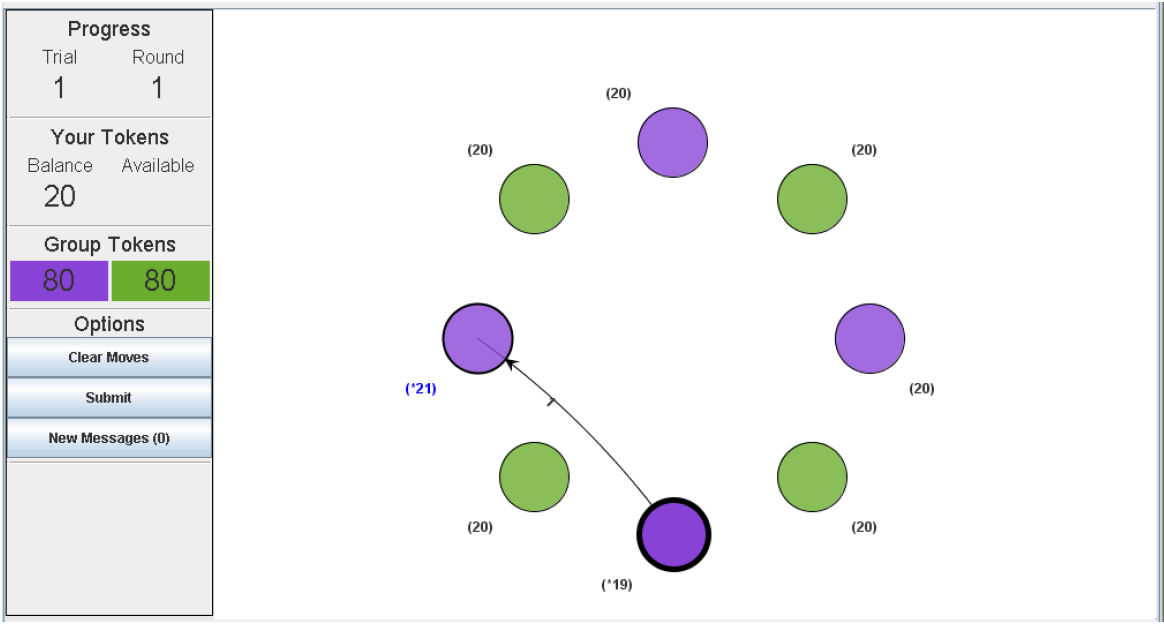 Progress
Trial Round
1 1
Your Tokens
Balance Available
20
Group Tokens
80 80
Options
Clear Moves
Submit
New Messages (0)
(20)
(20) (20)
(*21) (20)
1
(20) (20)
(*19)